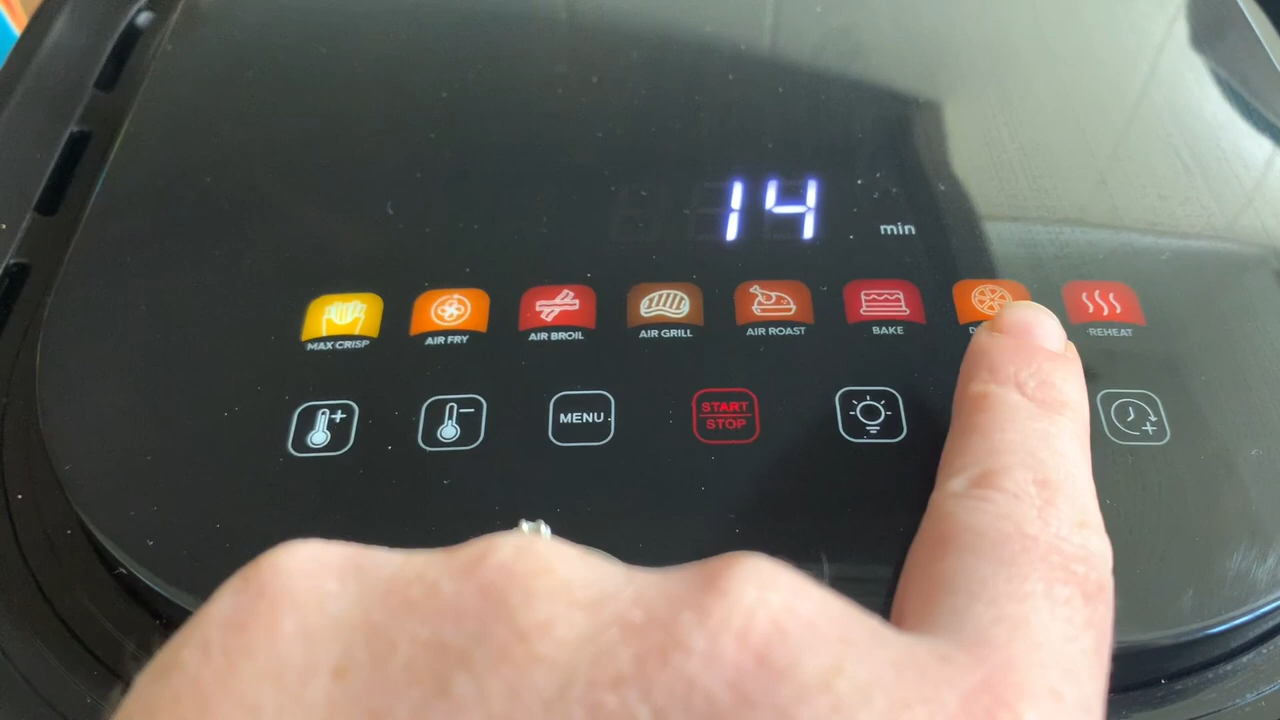 14 min
MAX CRISP AIR FRY AIR BROIL AIR GRILL AIR ROAST BAKE REHEAT
MENU START STOP